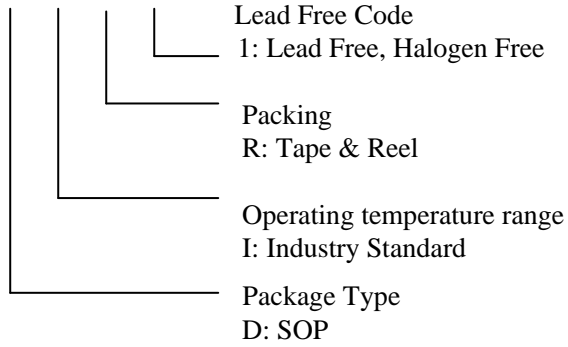 Lead Free Code
1: Lead Free, Halogen Free
Packing
R: Tape & Reel
Operating temperature range
I: Industry Standard
Package Type
D: SOP